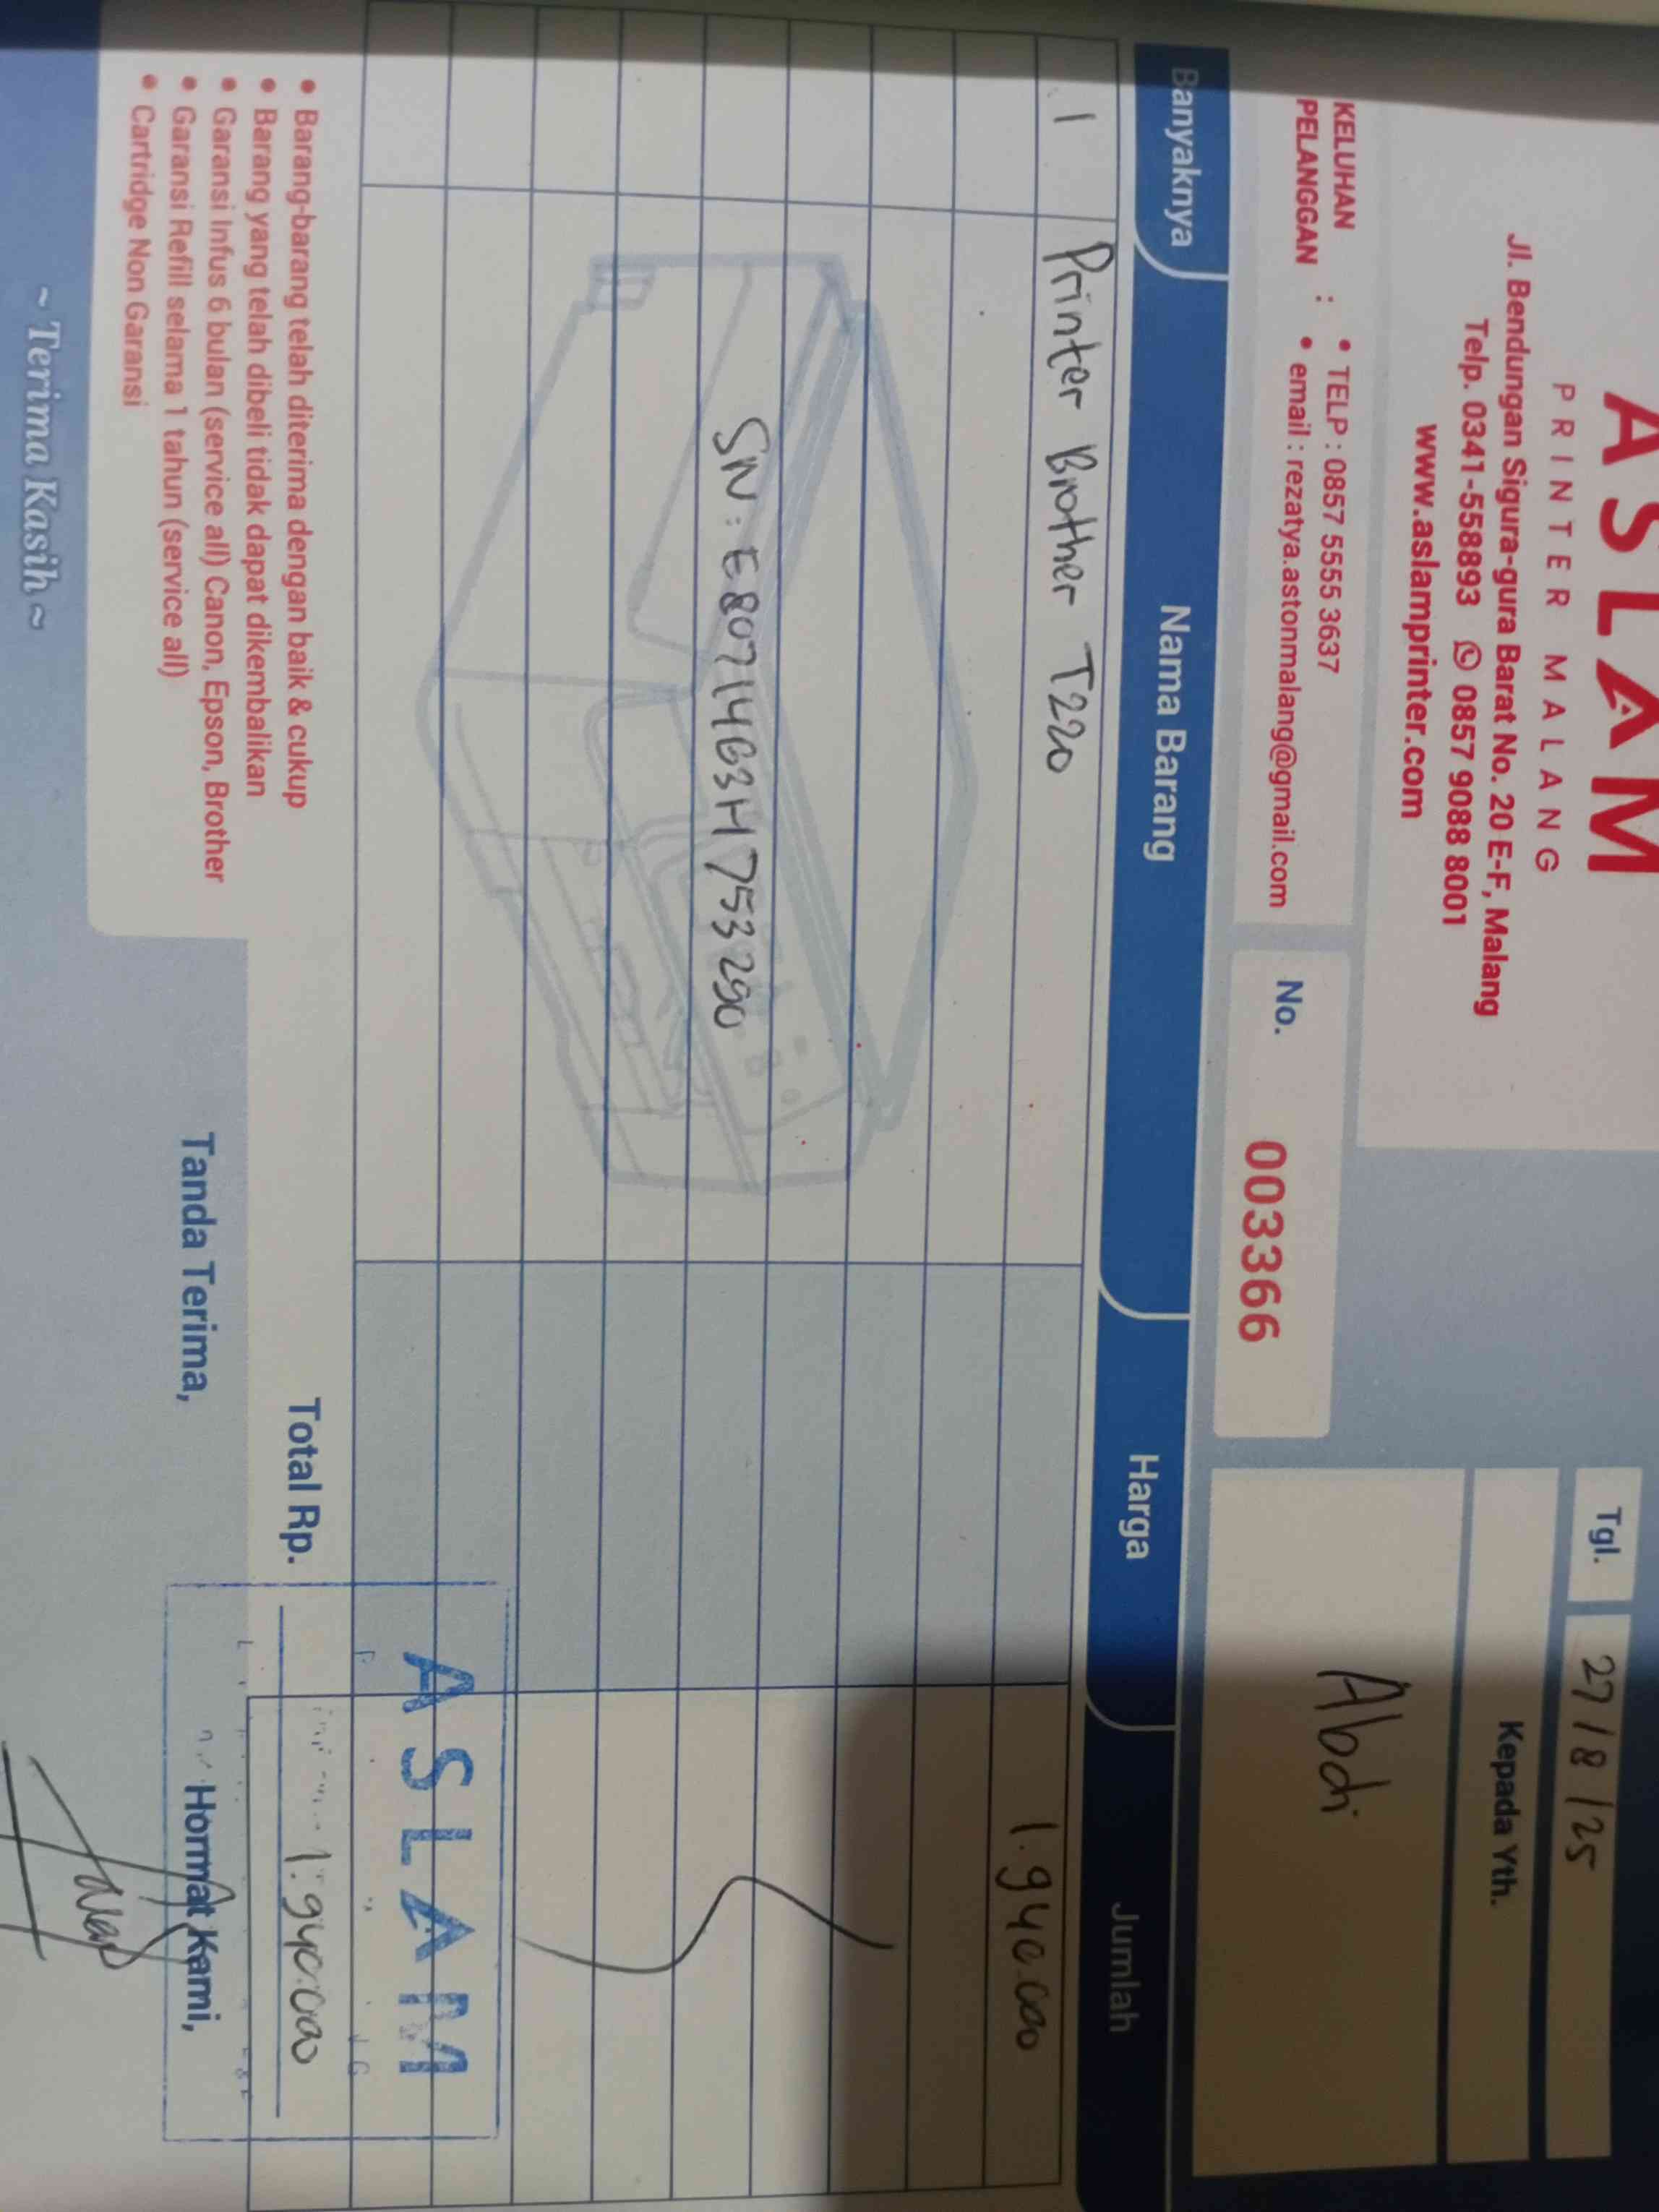 ASLAM
PRINTER MALANG
Jl. Bendungan Sigura-gura Barat No. 20 E-F, Malang
Telp. 0341-558893 0857 9088 8001
www.aslamprinter.com
Tgl. 27/8/25
Kepada Yth.
Abdi
KELUHAN
PELANGGAN :
• TELP : 0857 5555 3637
• email : rezatya.astonmalang@gmail.com
No. 003366
Banyaknya Nama Barang Harga Jumlah
1 Printer Brother T220 1.940.000
SN : E80714G3H753290
• Barang-barang telah diterima dengan baik & cukup
• Barang yang telah dibeli tidak dapat dikembalikan
• Garansi Infus 6 bulan (service all) Canon, Epson, Brother
• Garansi Refill selama 1 tahun (service all)
• Cartridge Non Garansi
Total Rp. 1.940.000
ASLAM
Tanda Terima,
Hormat Kami,
~ Terima Kasih ~